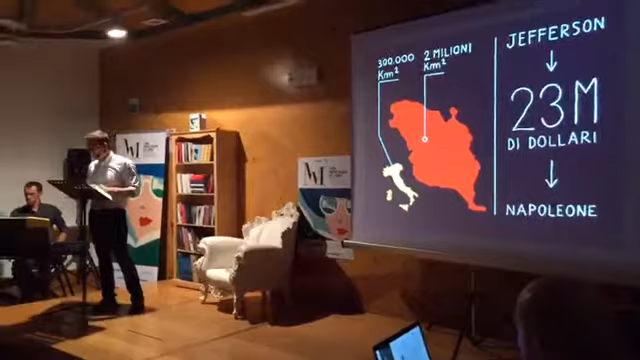 300.000
Km²
2 MILIONI
Km²
JEFFERSON
23M
DI DOLLARI
NAPOLEONE